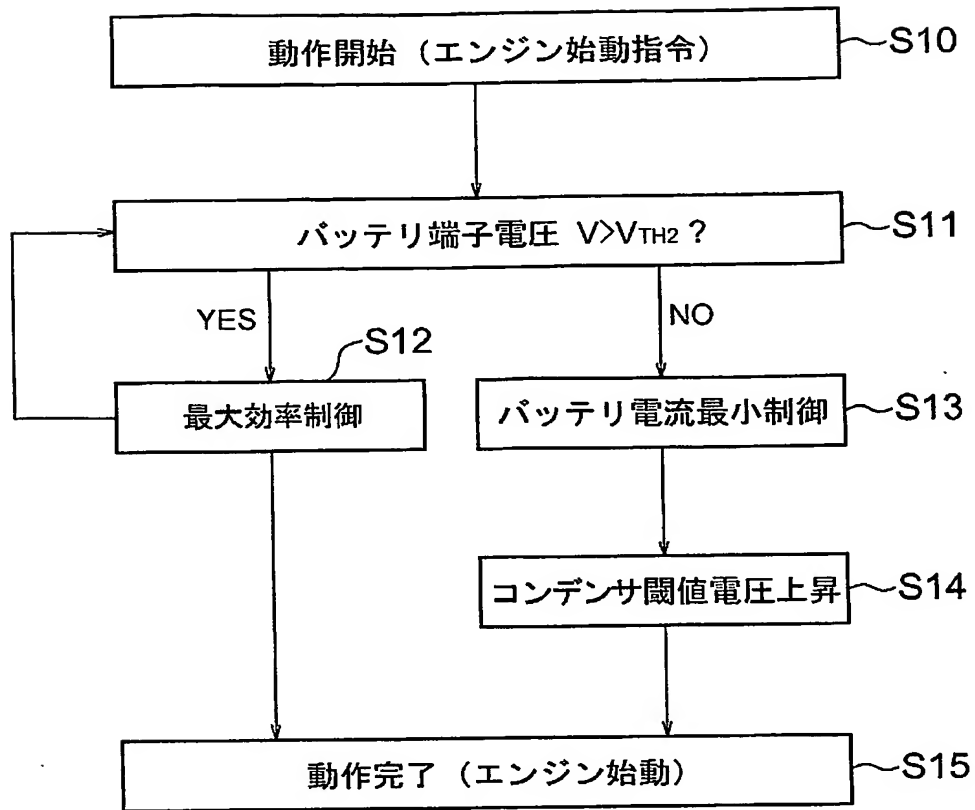 動作開始（エンジン始動指令）
S10
バッテリ端子電圧 V>VTH2？
S11
YES
NO
S12
最大効率制御
バッテリ電流最小制御
S13
コンデンサ閾値電圧上昇
S14
動作完了（エンジン始動）
S15